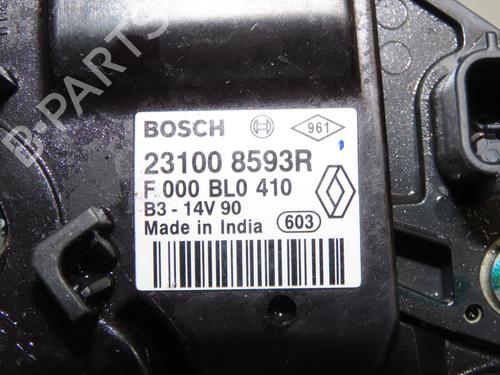 B-PARTS
BOSCH
961
23100 8593R
F 000 BL0 410
B3 - 14V 90
Made in India 603